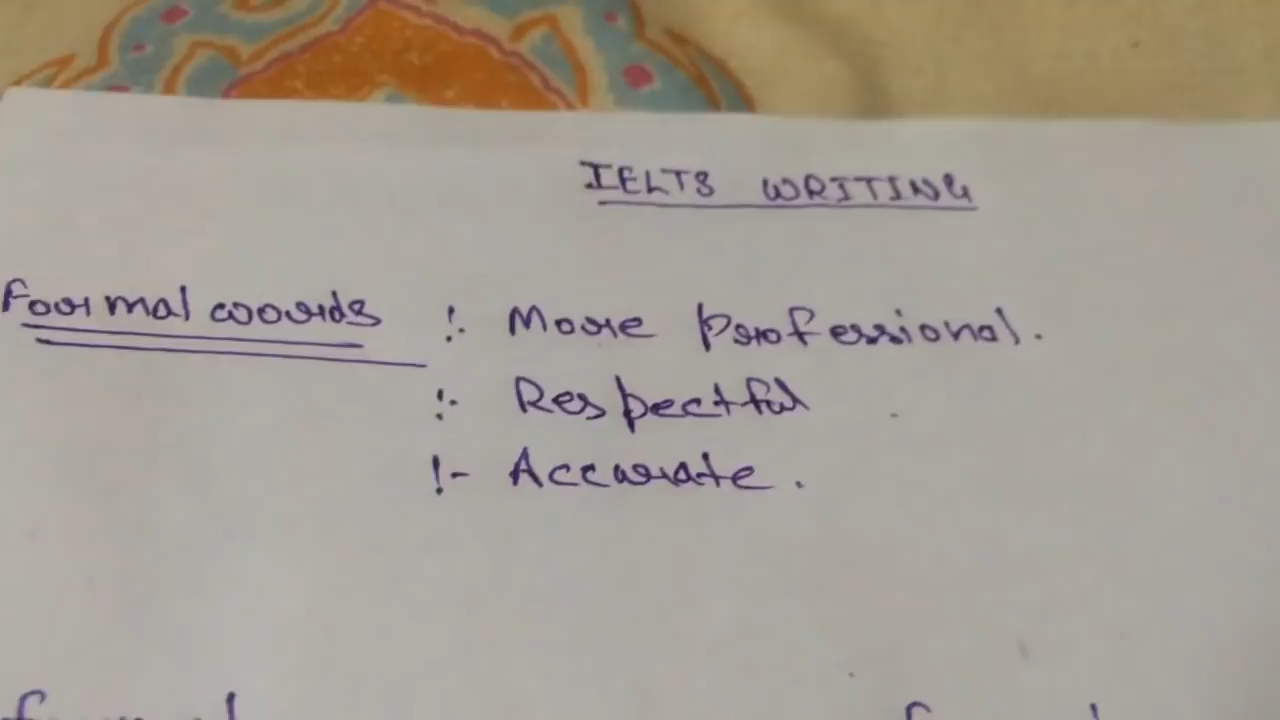 IELTS WRITING
Formal words :- More professional.
:- Respectful
:- Accurate.